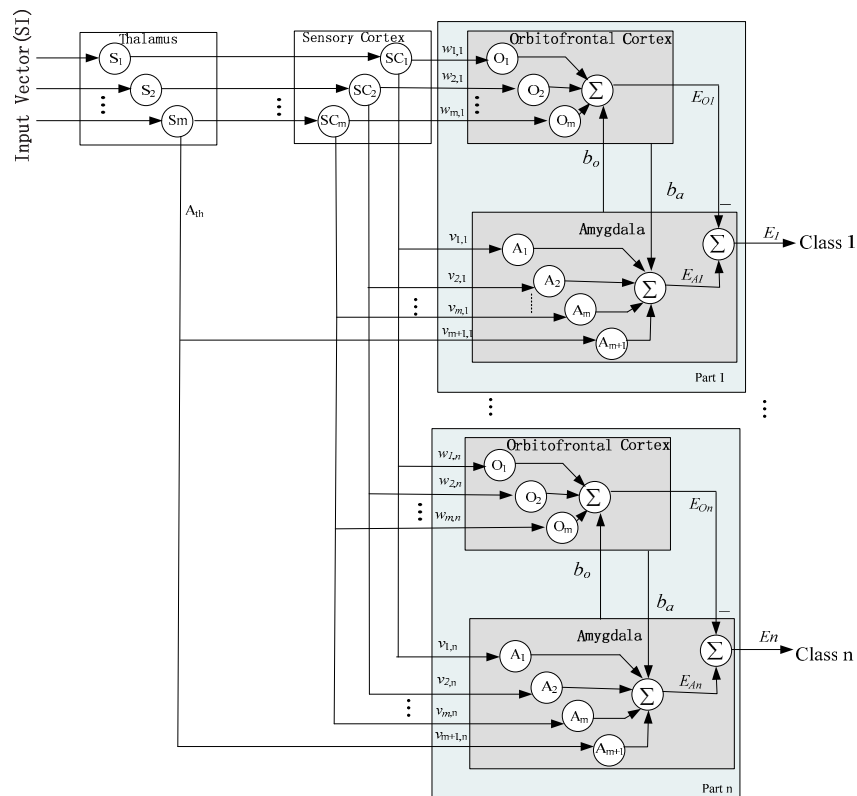 Input Vector(SI)
Thalamus
S1
S2
Sm
Ath
Sensory Cortex
SC1
SC2
SCm
w1,1
w2,1
wm,1
Orbitofrontal Cortex
O1
O2
Om
∑
EO1
bo
ba
Amygdala
v1,1
v2,1
vm,1
vm+1,1
A1
A2
Am
Am+1
∑
EA1
−
∑
E1
Class 1
Part 1
w1,n
w2,n
wm,n
Orbitofrontal Cortex
O1
O2
Om
∑
EOn
bo
ba
Amygdala
v1,n
v2,n
vm,n
vm+1,n
A1
A2
Am
Am+1
∑
EAn
−
∑
En
Class n
Part n